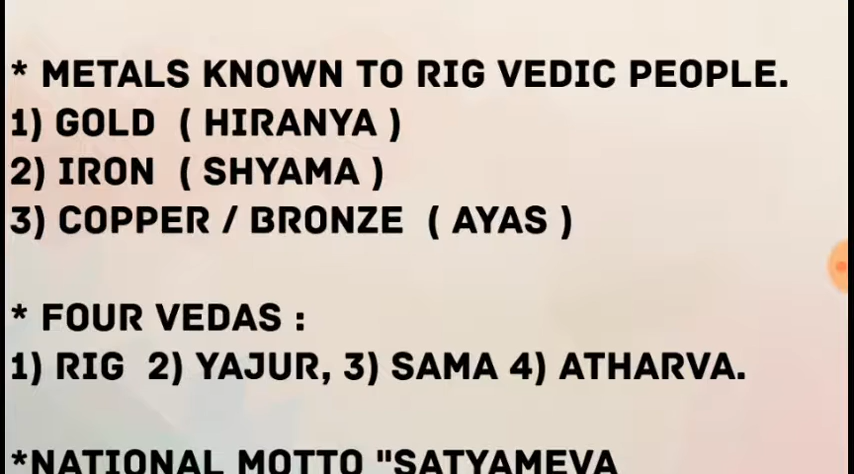 * METALS KNOWN TO RIG VEDIC PEOPLE.
1) GOLD ( HIRANYA )
2) IRON ( SHYAMA )
3) COPPER / BRONZE ( AYAS )
* FOUR VEDAS :
1) RIG 2) YAJUR, 3) SAMA 4) ATHARVA.
*NATIONAL MOTTO "SATYAMEVA